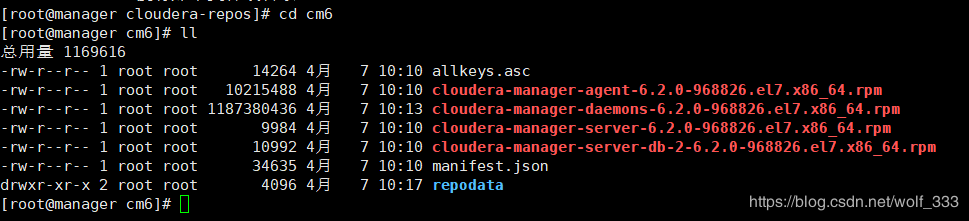 [root@manager cloudera-repos]# cd cm6
[root@manager cm6]# ll
总用量 1169616
-rw-r--r-- 1 root root      14264 4月   7 10:10 allkeys.asc
-rw-r--r-- 1 root root   10215488 4月   7 10:10 cloudera-manager-agent-6.2.0-968826.el7.x86_64.rpm
-rw-r--r-- 1 root root 1187380436 4月   7 10:13 cloudera-manager-daemons-6.2.0-968826.el7.x86_64.rpm
-rw-r--r-- 1 root root       9984 4月   7 10:10 cloudera-manager-server-6.2.0-968826.el7.x86_64.rpm
-rw-r--r-- 1 root root      10992 4月   7 10:10 cloudera-manager-server-db-2-6.2.0-968826.el7.x86_64.rpm
-rw-r--r-- 1 root root      34635 4月   7 10:10 manifest.json
drwxr-xr-x 2 root root       4096 4月   7 10:17 repodata
[root@manager cm6]#
https://blog.csdn.net/wolf_333